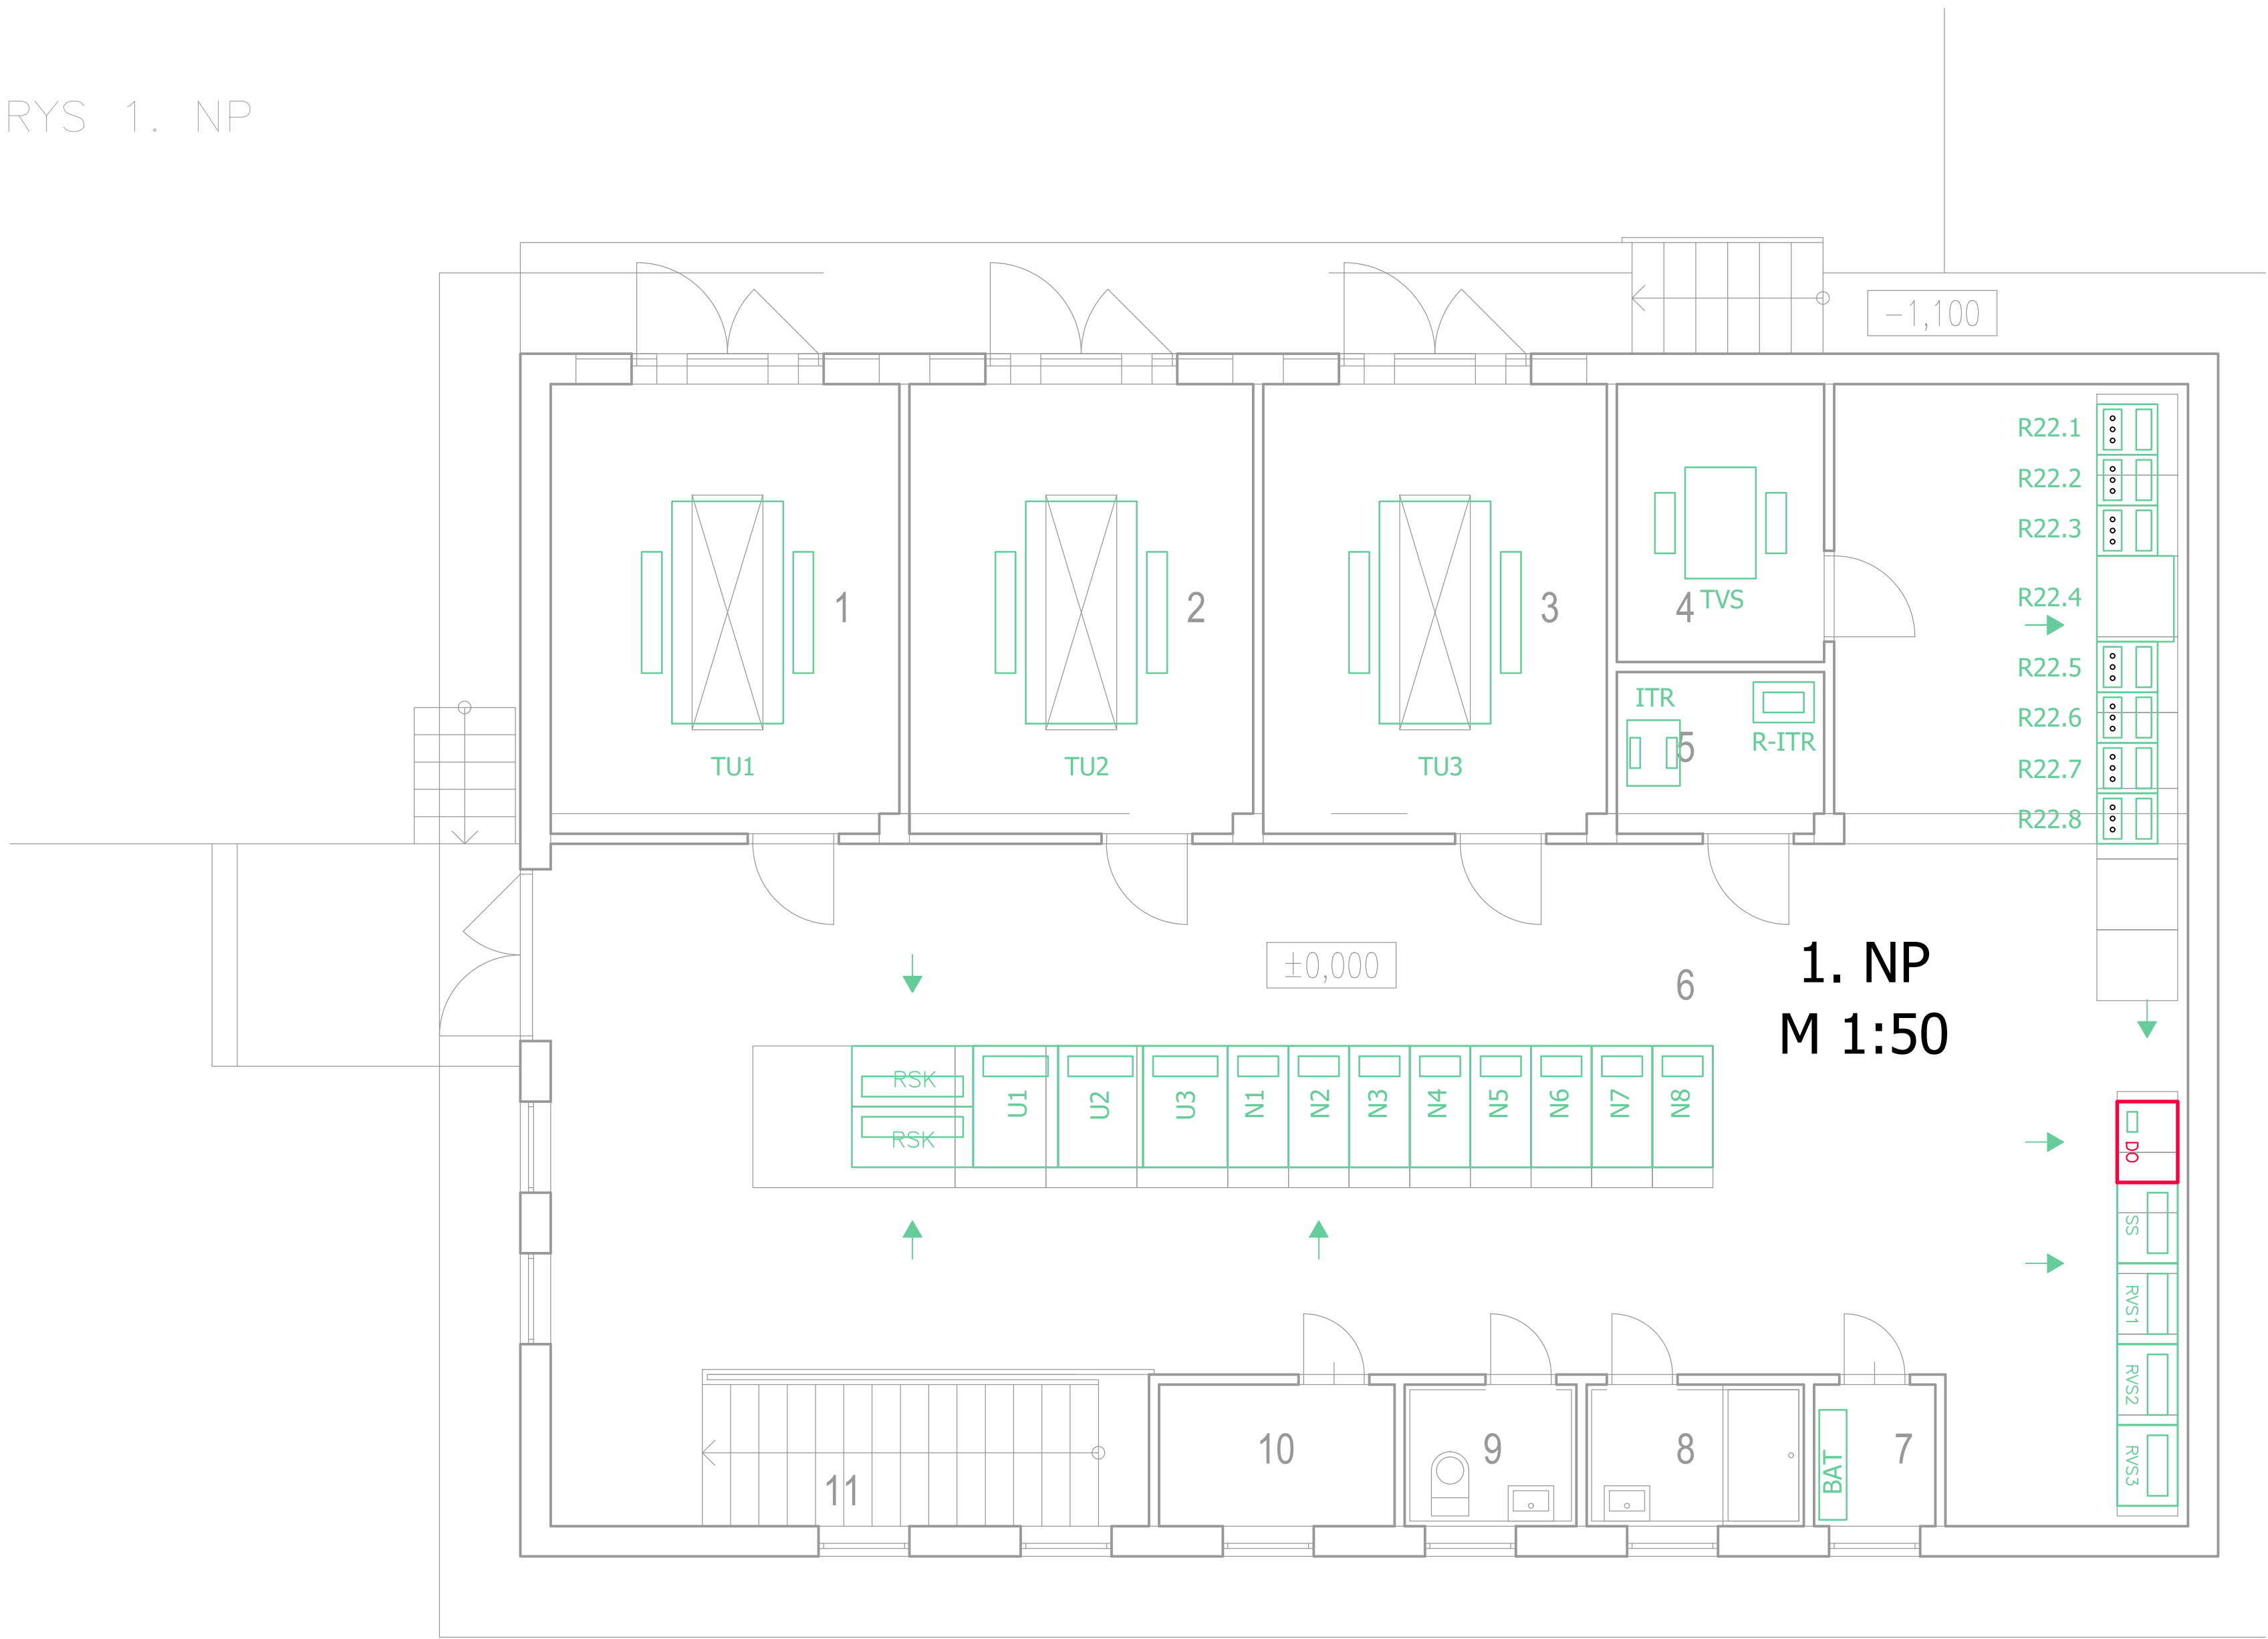 RYS 1. NP
-1,100
R22.1
R22.2
R22.3
R22.4
R22.5
R22.6
R22.7
R22.8
1
2
3
4
TVS
ITR
5
R-ITR
TU1
TU2
TU3
±0,000
6
1. NP
M 1:50
RSK
RSK
U1
U2
U3
N1
N2
N3
N4
N5
N6
N7
N8
DO
SS
RVS1
RVS2
RVS3
11
10
9
8
BAT
7